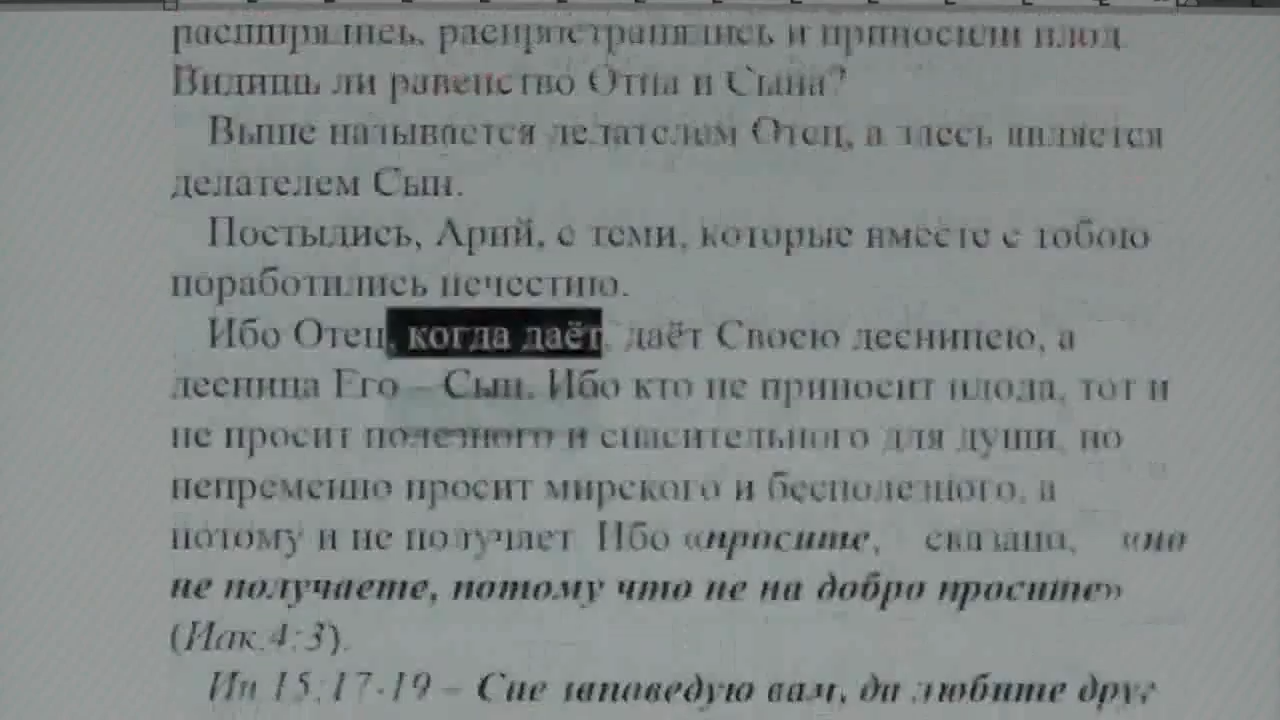 расширялись, распространялись и приносили плод.
Видишь ли равенство Отца и Сына?
Выше называется делателем Отец, а здесь является
делателем Сын.
Постыдись, Арий, с теми, которые вместе с тобою
поработились нечестию.
Ибо Отец, когда даёт, даёт Своею десницею, а
десница Его – Сын. Ибо кто не приносит плода, тот и
не просит полезного и спасительного для души, но
непременно просит мирского и бесполезного, а
потому и не получает. Ибо «просите, сказано, «но
не получаете, потому что не на добро просите»
(Иак.4:3).
Ин 15:17-19 – Сие заповедую вам, да любите друг